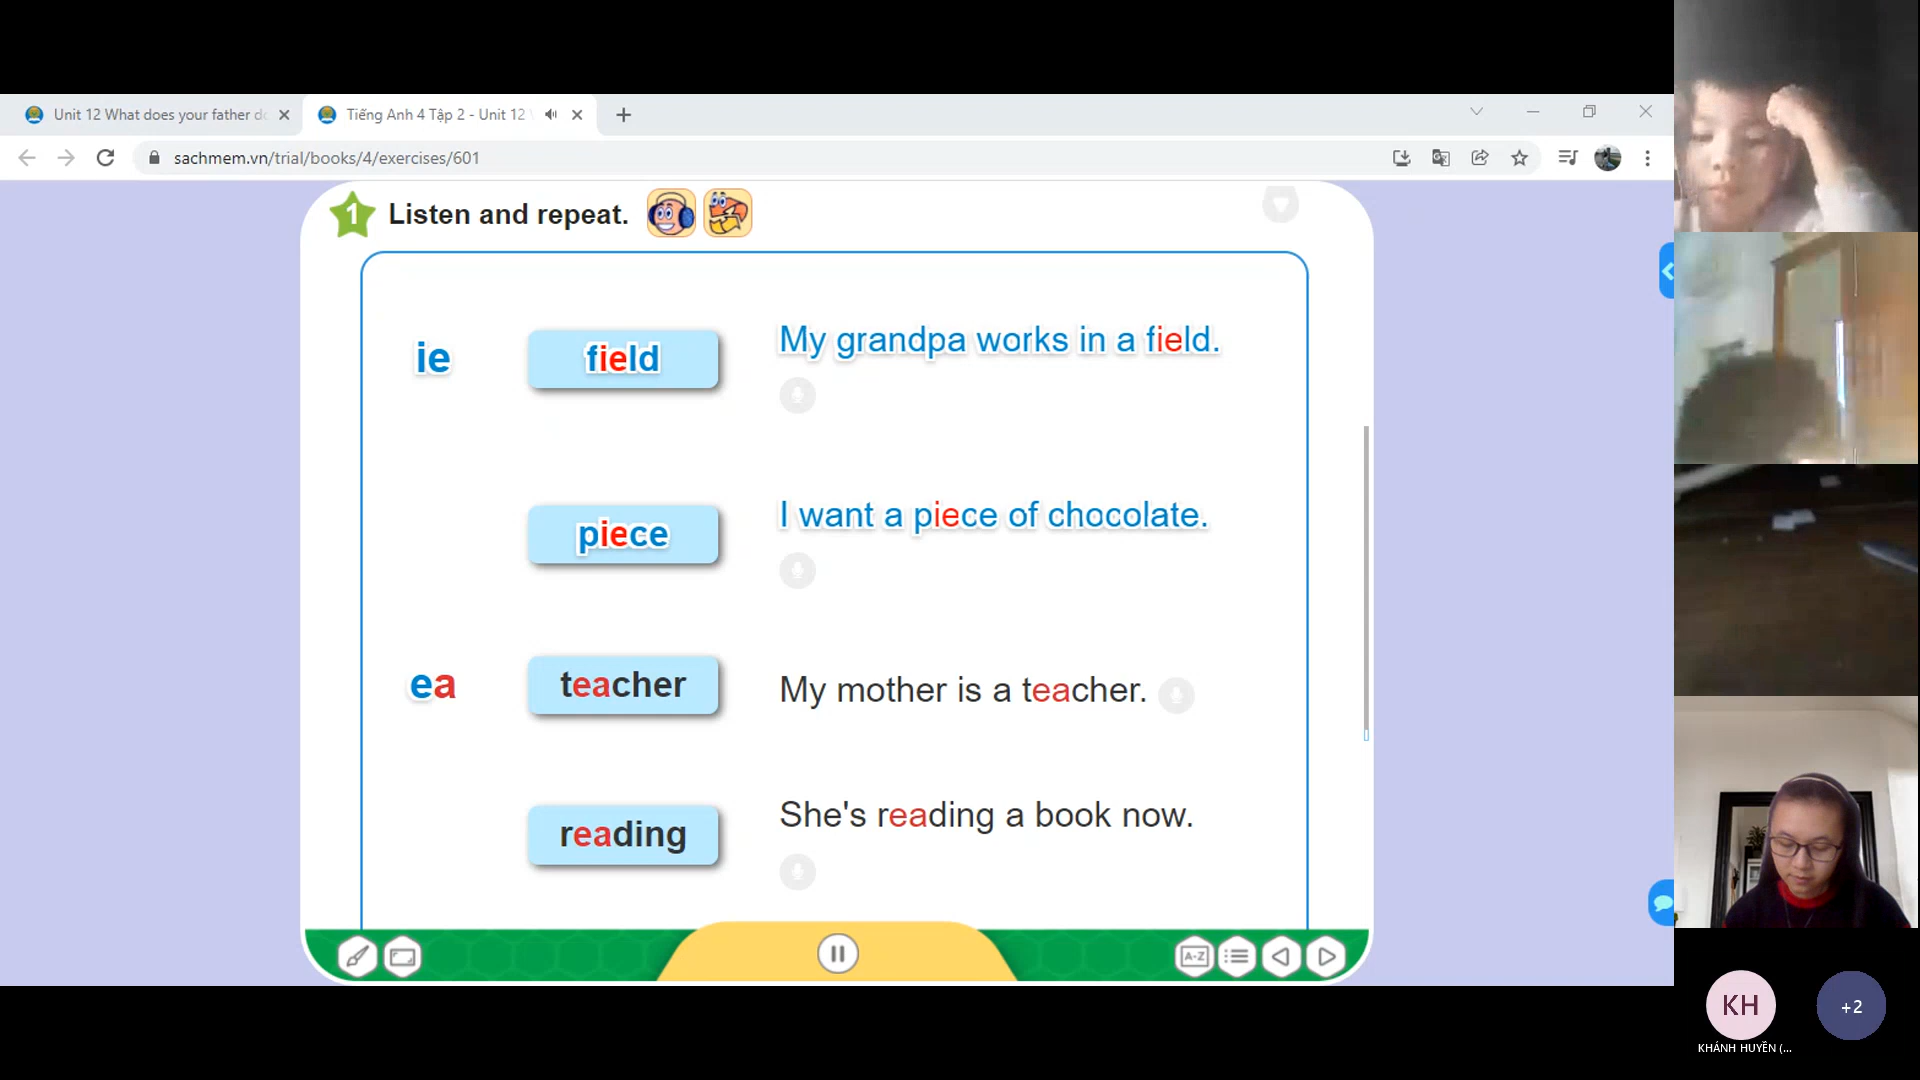 Unit 12 What does your father do
Tiếng Anh 4 Tập 2 - Unit 12
sachmem.vn/trial/books/4/exercises/601
1 Listen and repeat.
ie field My grandpa works in a field.
piece I want a piece of chocolate.
ea teacher My mother is a teacher.
reading She's reading a book now.
A-Z
KH
+2
KHÁNH HUYỀN (...